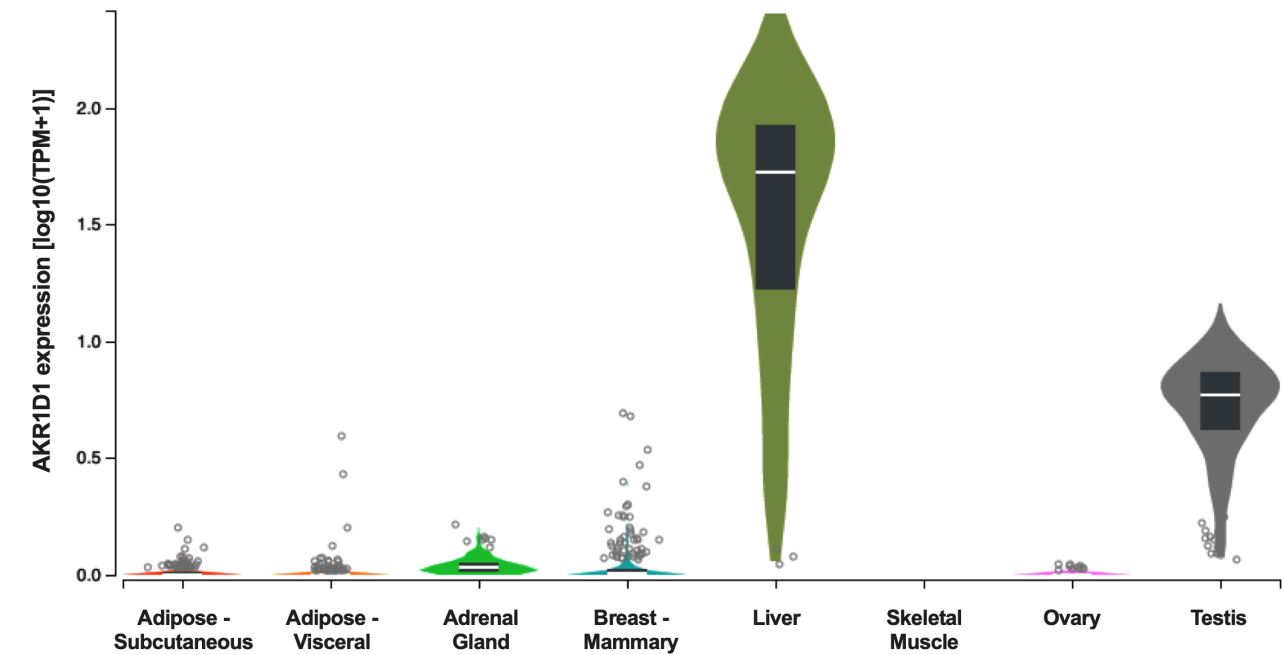 AKR1D1 expression [log10(TPM+1)]
2.0
1.5
1.0
0.5
0.0
Adipose -
Subcutaneous
Adipose -
Visceral
Adrenal
Gland
Breast -
Mammary
Liver
Skeletal
Muscle
Ovary
Testis